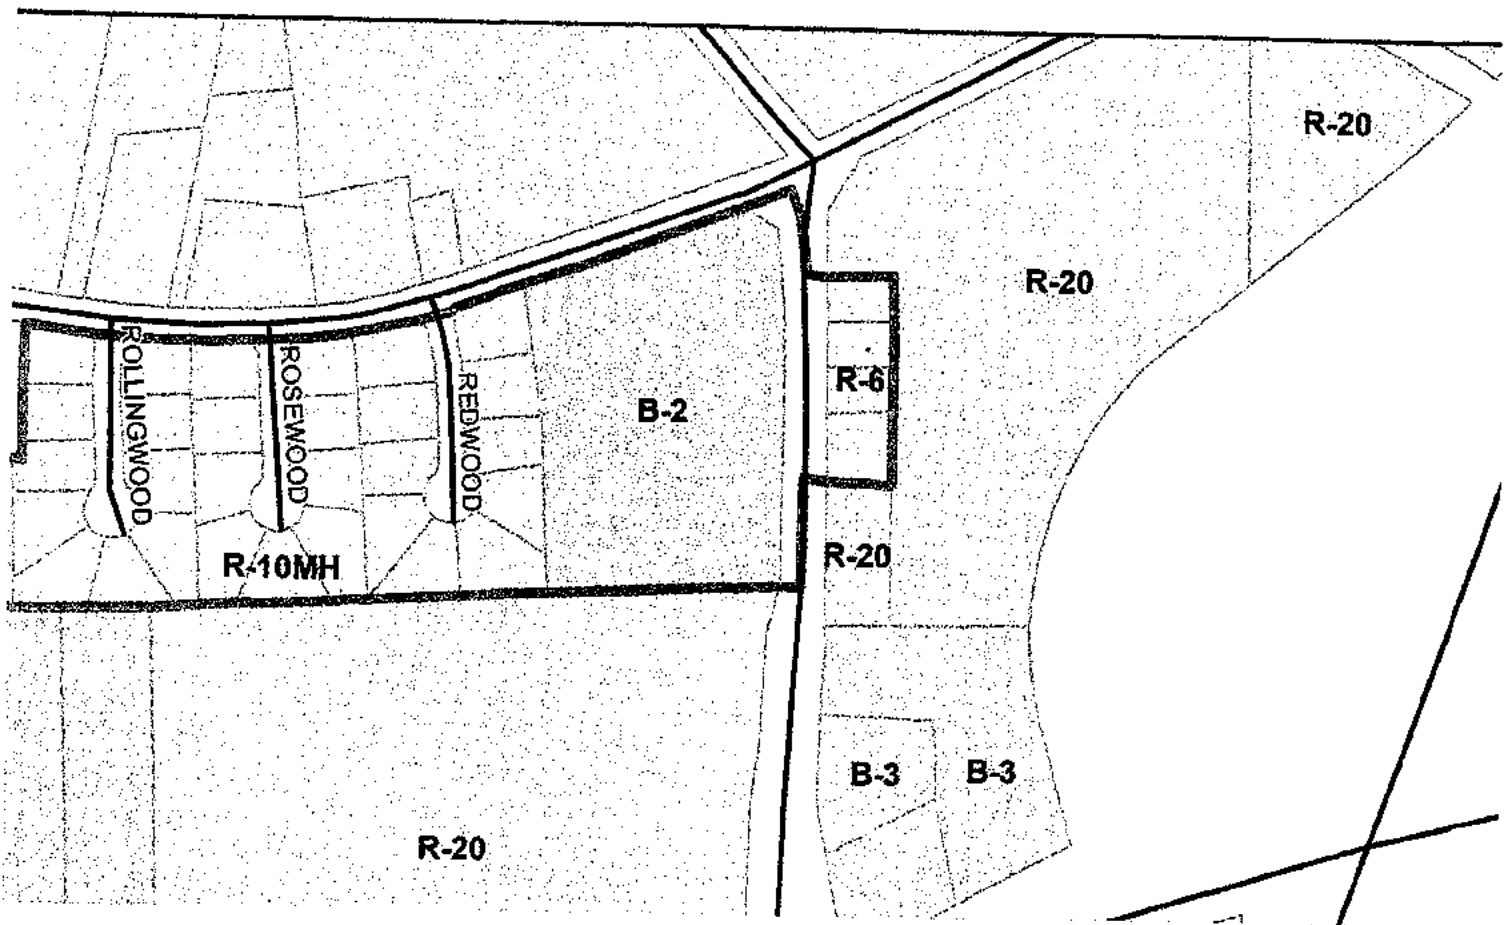 R-20
R-20
R-6
B-2
ROLLINGWOOD
ROSEWOOD
REDWOOD
R-20
R-10MH
B-3
B-3
R-20